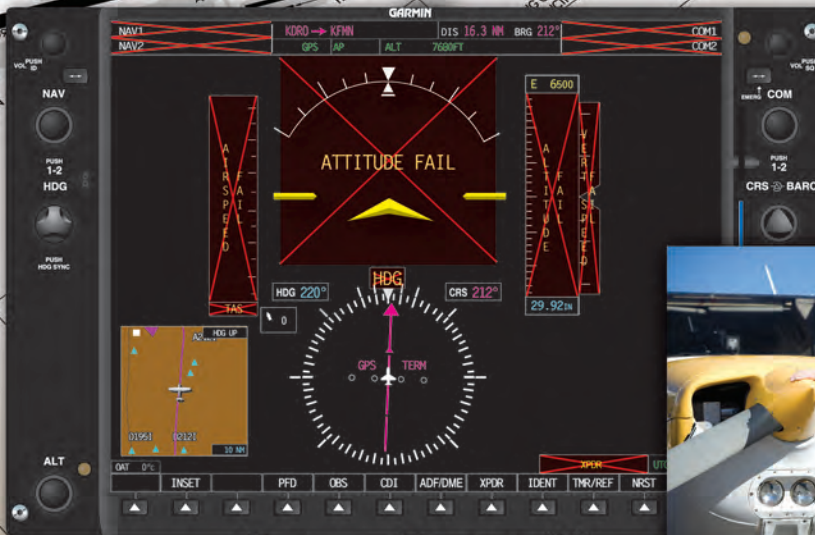 GARMIN
NAV1
NAV2
KDRO → KFMN
DIS 16.3 NM
BRG 212°
GPS
AP
ALT
7680FT
COM1
COM2
VOL PUSH ID
NAV
PUSH
1-2
HDG
PUSH
HDG SYNC
ALT
EMERG
COM
PUSH
1-2
CRS
BARO
AIRSPEED FAIL
TAS
ATTITUDE FAIL
E 6500
ALTITUDE FAIL
VERT SPEED FAIL
29.92IN
HDG
HDG 220°
CRS 212°
0
GPS
TERM
HDG UP
10 NM
OAT 0°C
XPDR
UTC
INSET
PFD
OBS
CDI
ADF/DME
XPDR
IDENT
TMR/REF
NRST